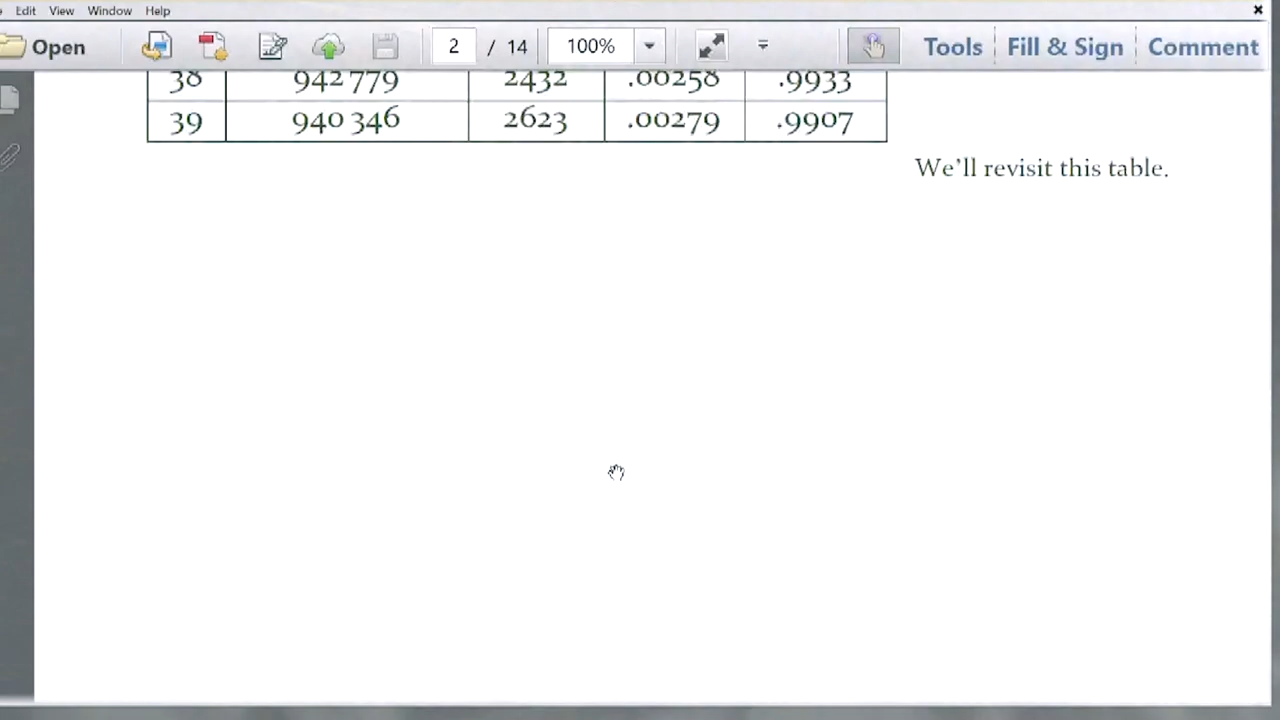 Edit View Window Help
Open 2 / 14 100% Tools Fill & Sign Comment
38 942 779 2432 .00258 .9933
39 940 346 2623 .00279 .9907
We'll revisit this table.